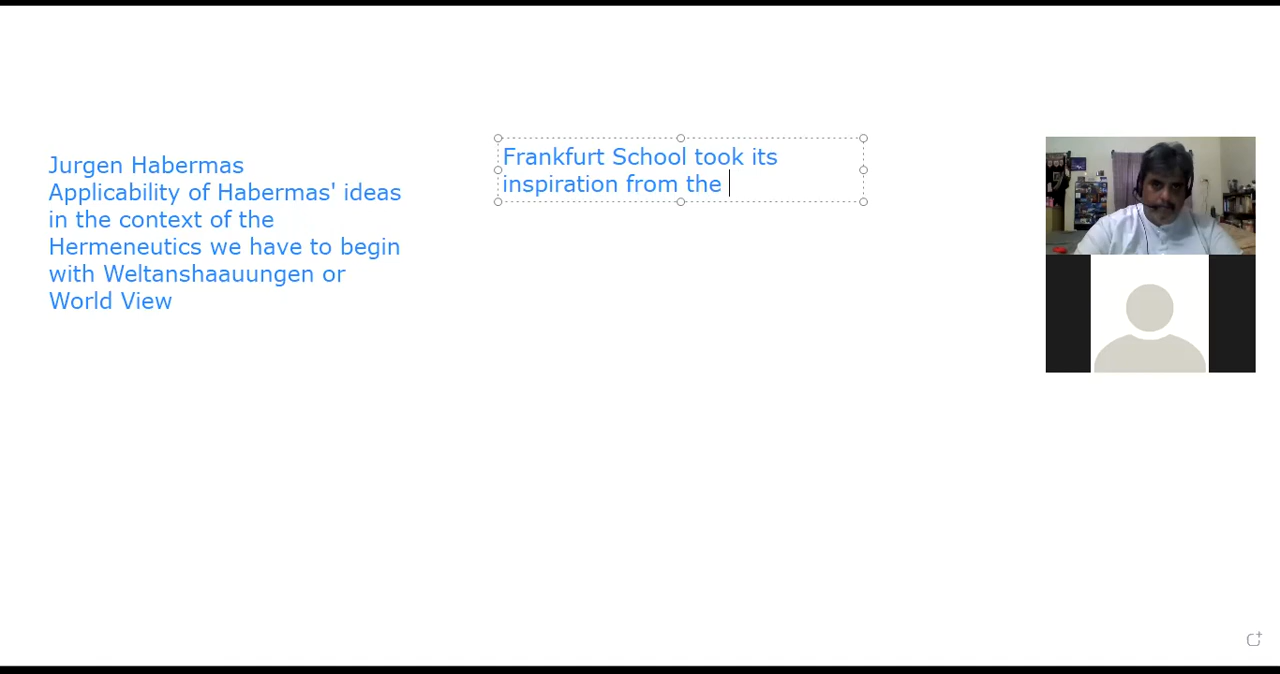 Jurgen Habermas
Applicability of Habermas' ideas
in the context of the
Hermeneutics we have to begin
with Weltanshaauungen or
World View
Frankfurt School took its
inspiration from the